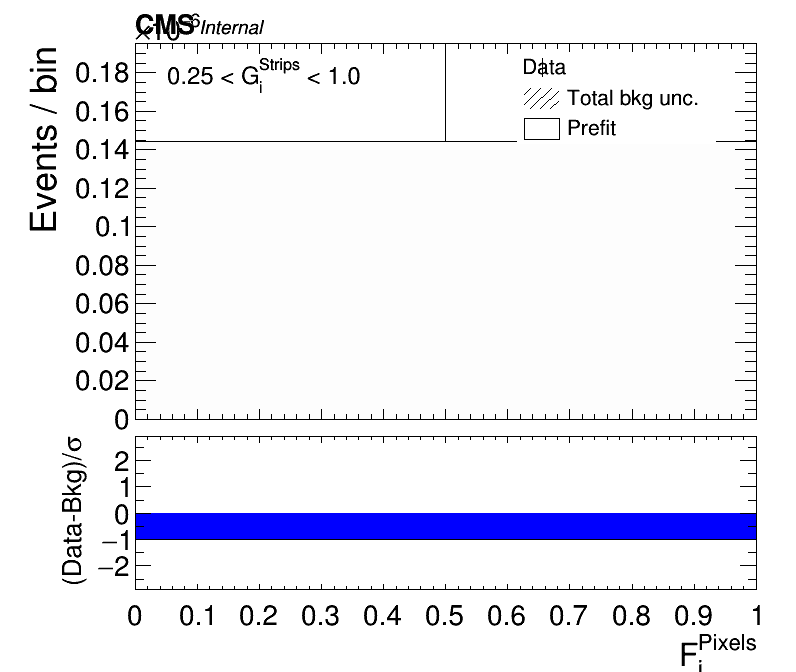 CMS Internal
×10⁻⁶
Events / bin
0.18
0.16
0.14
0.12
0.1
0.08
0.06
0.04
0.02
0
0.25 < G_i^Strips < 1.0
Data
Total bkg unc.
Prefit
(Data-Bkg)/σ
2
1
0
−1
−2
0 0.1 0.2 0.3 0.4 0.5 0.6 0.7 0.8 0.9 1
F_i^Pixels